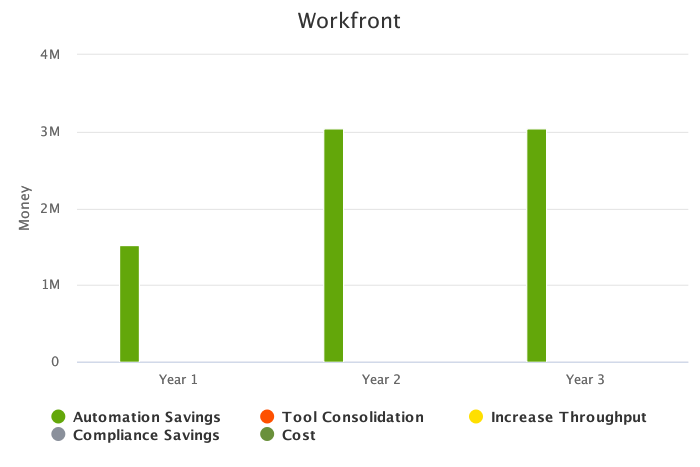 Workfront
4M
3M
2M
1M
0
Money
Year 1 Year 2 Year 3
Automation Savings Tool Consolidation Increase Throughput
Compliance Savings Cost